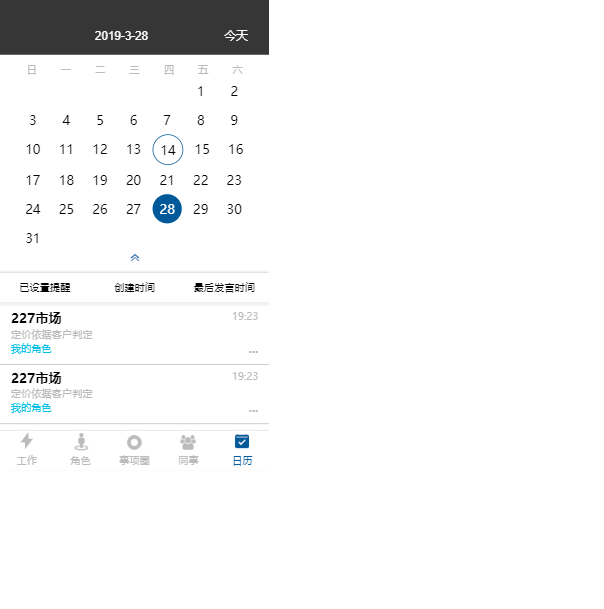 2019-3-28 今天
日 一 二 三 四 五 六
1 2
3 4 5 6 7 8 9
10 11 12 13 14 15 16
17 18 19 20 21 22 23
24 25 26 27 28 29 30
31
已设置提醒 创建时间 最后发言时间
227市场 19:23
定价依据客户判定
我的角色 ...
227市场 19:23
定价依据客户判定
我的角色 ...
工作 角色 事项圈 同事 日历